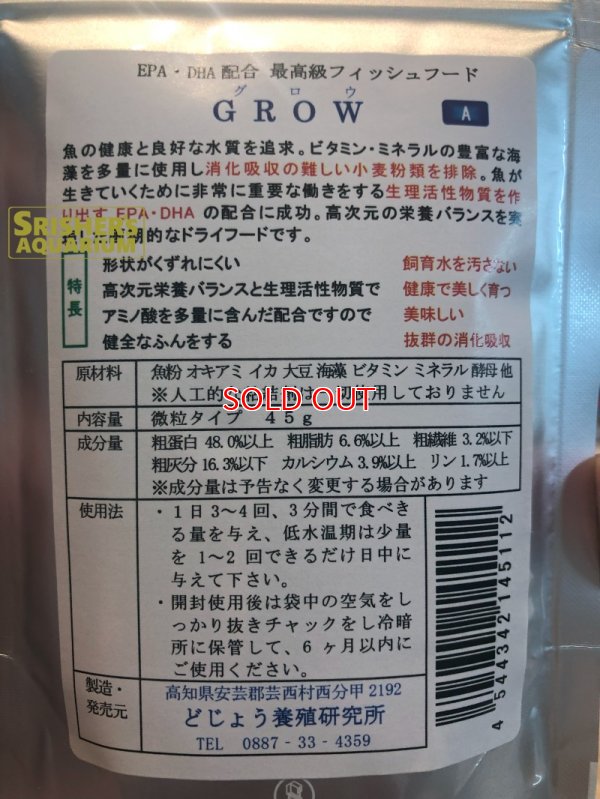 EPA・DHA 配合 最高級フィッシュフード
グロウ
GROW
A
魚の健康と良好な水質を追求。ビタミン・ミネラルの豊富な海
藻を多量に使用し消化吸収の難しい小麦粉類を排除。魚が
生きていくために非常に重要な働きをする生理活性物質を作
り出す EPA・DHA の配合に成功。高次元の栄養バランスを実
期的なドライフードです。
SRISHER'S
AQUARIUM
特長
形状がくずれにくい 飼育水を汚さない
高次元栄養バランスと生理活性物質で 健康で美しく育つ
アミノ酸を多量に含んだ配合ですので 美味しい
健全なふんをする 抜群の消化吸収
原材料 魚粉 オキアミ イカ 大豆 海藻 ビタミン ミネラル 酵母 他
※人工的 使用しておりません
SOLD OUT
内容量 微粒タイプ 45g
成分量 粗蛋白 48.0%以上 粗脂肪 6.6%以上 粗繊維 3.2%以下
粗灰分 16.3%以下 カルシウム 3.9%以上 リン 1.7%以上
※成分量は予告なく変更する場合があります
使用法 ・1日3~4回、3分間で食べき
る量を与え、低水温期は少量
を 1~2 回できるだけ日中に
与えて下さい。
・開封使用後は袋中の空気をし
っかり抜きチャックをし冷暗
所に保管して、6ヶ月以内に
ご使用ください。
4 544342 145112
製造・
発売元
高知県安芸郡芸西村西分甲 2192
どじょう養殖研究所
TEL 0887-33-4359